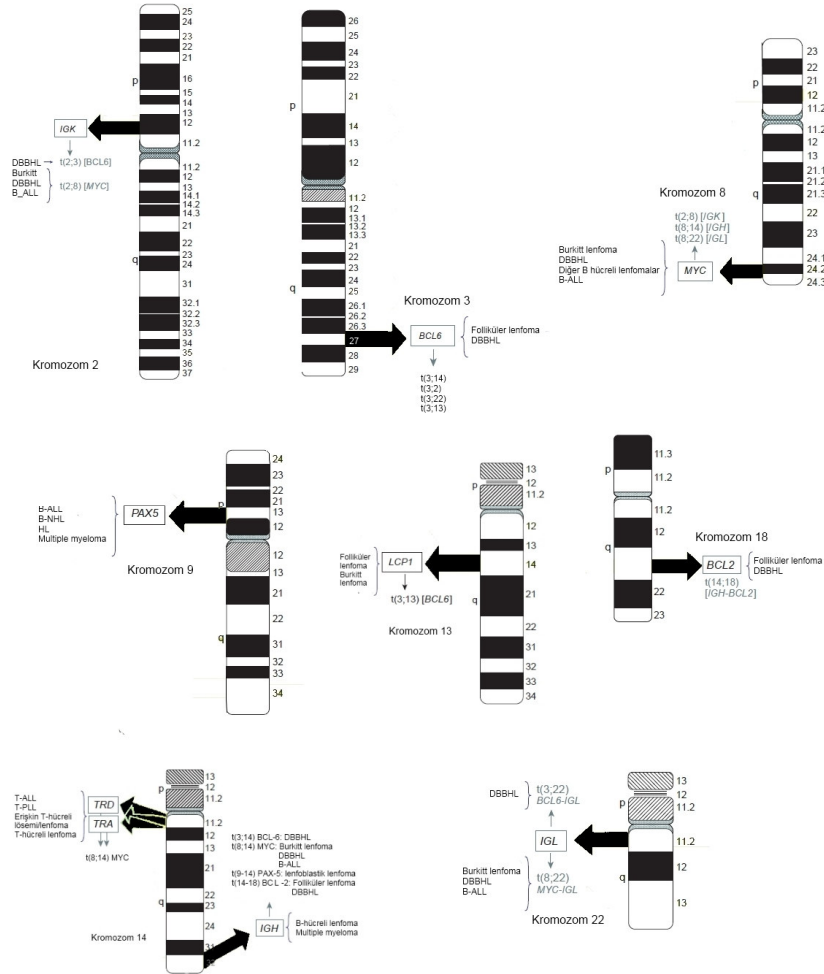 25
24
23
22
21
p
16
15
14
13
12
11.2
IGK
DBBHL → t(2;3) [BCL6]
Burkitt
DBBHL
B_ALL
t(2;8) [MYC]
11.2
12
13
14.1
14.2
14.3
21
22
q
23
24
31
32.1
32.2
32.3
33
34
35
36
37
Kromozom 2
26
25
24
23
22
21
p
14
13
12
11.2
12
13.1
13.2
13.3
21
22
23
24
q
25
26.1
26.2
26.3
27
28
29
Kromozom 3
BCL6
Folliküler lenfoma
DBBHL
t(3;14)
t(3;2)
t(3;22)
t(3;13)
23
22
p
21
12
11.2
11.2
12
13
21.1
21.2
q
21.3
22
23
24.1
24.2
24.3
Kromozom 8
t(2;8) [IGK]
t(8;14) [IGH]
t(8;22) [IGL]
MYC
Burkitt lenfoma
DBBHL
Diğer B hücreli lenfomalar
B-ALL
24
23
22
p
21
13
12
12
13
21
22
q
31
32
33
34
PAX5
B-ALL
B-NHL
HL
Multiple myeloma
Kromozom 9
13
p
12
11.2
12
13
14
q
21
22
31
32
33
34
LCP1
Folliküler
lenfoma
Burkitt
lenfoma
t(3;13) [BCL6]
Kromozom 13
11.3
p
11.2
11.2
12
q
22
23
Kromozom 18
BCL2
Folliküler lenfoma
DBBHL
t(14;18)
[IGH-BCL2]
13
p
12
11.2
11.2
12
13
21
22
q
23
24
31
TRD
TRA
T-ALL
T-PLL
Erişkin T-hücreli
lösemi/lenfoma
T-hücreli lenfoma
t(8;14) MYC
t(3;14) BCL-6: DBBHL
t(8;14) MYC: Burkitt lenfoma
DBBHL
B-ALL
t(9-14) PAX-5: lenfoblastik lenfoma
t(14-18) BCL -2: Folliküler lenfoma
DBBHL
IGH
B-hücreli lenfoma
Multiple myeloma
Kromozom 14
13
p
12
11.2
11.2
12
q
13
DBBHL
t(3;22)
BCL6-IGL
IGL
Burkitt lenfoma
DBBHL
B-ALL
t(8;22)
MYC-IGL
Kromozom 22